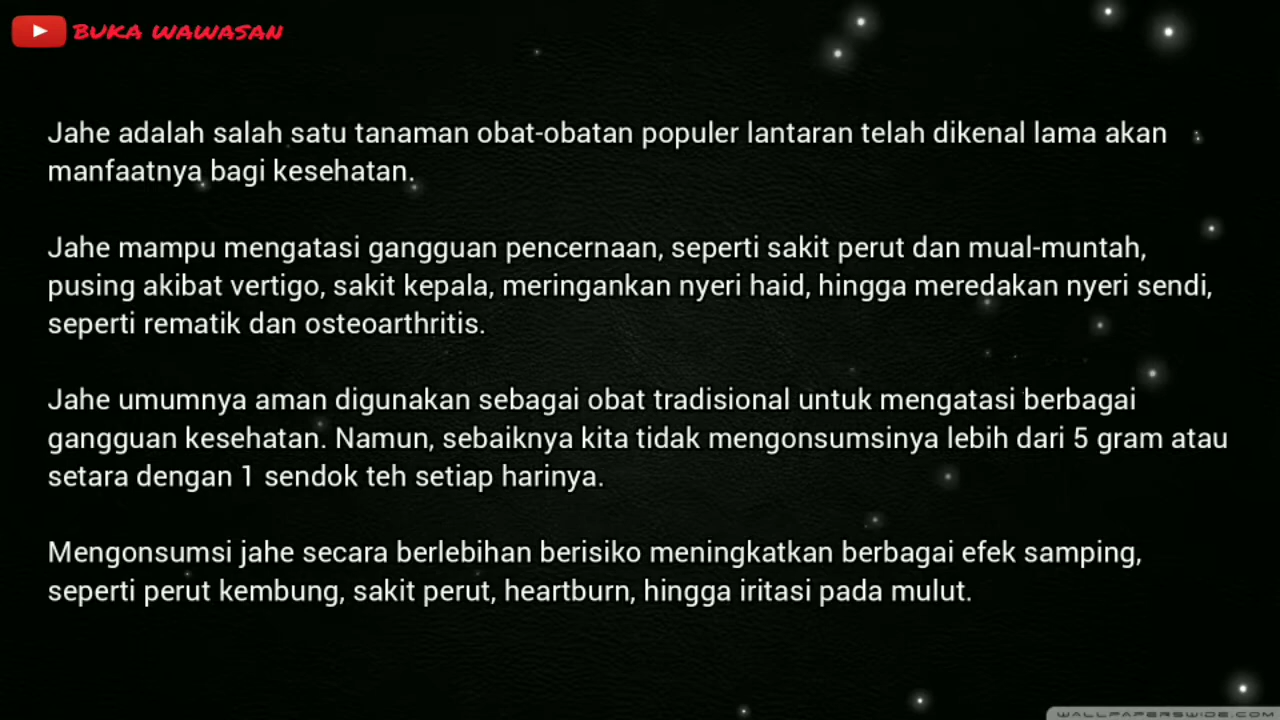 BUKA WAWASAN
Jahe adalah salah satu tanaman obat-obatan populer lantaran telah dikenal lama akan
manfaatnya bagi kesehatan.
Jahe mampu mengatasi gangguan pencernaan, seperti sakit perut dan mual-muntah,
pusing akibat vertigo, sakit kepala, meringankan nyeri haid, hingga meredakan nyeri sendi,
seperti rematik dan osteoarthritis.
Jahe umumnya aman digunakan sebagai obat tradisional untuk mengatasi berbagai
gangguan kesehatan. Namun, sebaiknya kita tidak mengonsumsinya lebih dari 5 gram atau
setara dengan 1 sendok teh setiap harinya.
Mengonsumsi jahe secara berlebihan berisiko meningkatkan berbagai efek samping,
seperti perut kembung, sakit perut, heartburn, hingga iritasi pada mulut.
WALLPAPERSWIDE.COM